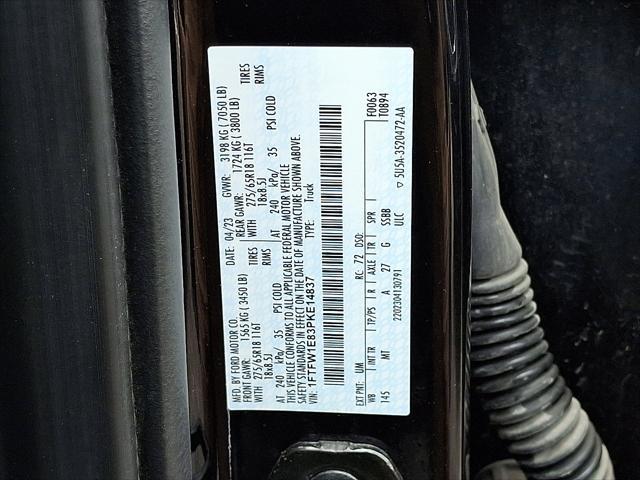 MFD. BY FORD MOTOR CO.
DATE: 04/23 GVWR: 3198 KG ( 7050 LB)
FRONT GAWR: 1565 KG ( 3450 LB) REAR GAWR: 1724 KG ( 3800 LB)
WITH 275/65R18 116T TIRES WITH 275/65R18 116T TIRES
18x8.5J RIMS 18x8.5J RIMS
AT 240 kPa/ 35 PSI COLD AT 240 kPa/ 35 PSI COLD
THIS VEHICLE CONFORMS TO ALL APPLICABLE FEDERAL MOTOR VEHICLE
SAFETY STANDARDS IN EFFECT ON THE DATE OF MANUFACTURE SHOWN ABOVE.
VIN: 1FTFW1E83PKE14837 TYPE: Truck
F0063
T0894
EXT PNT: UM RC: 72 DSO:
WB INT TR TP/PS R AXLE TR SPR
145 MT A 27 G SSBB
2202304130791 ULC
▽ 5U5A-3520472-AA